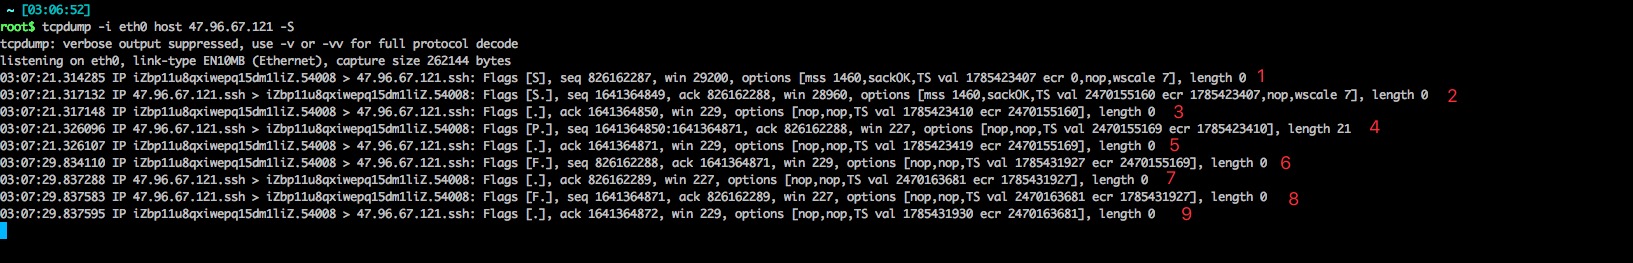 ~ [03:06:52]
root$ tcpdump -i eth0 host 47.96.67.121 -S
tcpdump: verbose output suppressed, use -v or -vv for full protocol decode
listening on eth0, link-type EN10MB (Ethernet), capture size 262144 bytes
03:07:21.314285 IP iZbp11u8qxiwepq15dm1liZ.54008 > 47.96.67.121.ssh: Flags [S], seq 826162287, win 29200, options [mss 1460,sackOK,TS val 1785423407 ecr 0,nop,wscale 7], length 0 1
03:07:21.317132 IP 47.96.67.121.ssh > iZbp11u8qxiwepq15dm1liZ.54008: Flags [S.], seq 1641364849, ack 826162288, win 28960, options [mss 1460,sackOK,TS val 2470155160 ecr 1785423407,nop,wscale 7], length 0 2
03:07:21.317148 IP iZbp11u8qxiwepq15dm1liZ.54008 > 47.96.67.121.ssh: Flags [.], ack 1641364850, win 229, options [nop,nop,TS val 1785423410 ecr 2470155160], length 0 3
03:07:21.326096 IP 47.96.67.121.ssh > iZbp11u8qxiwepq15dm1liZ.54008: Flags [P.], seq 1641364850:1641364871, ack 826162288, win 227, options [nop,nop,TS val 2470155169 ecr 1785423410], length 21 4
03:07:21.326107 IP iZbp11u8qxiwepq15dm1liZ.54008 > 47.96.67.121.ssh: Flags [.], ack 1641364871, win 229, options [nop,nop,TS val 1785423419 ecr 2470155169], length 0 5
03:07:29.834110 IP iZbp11u8qxiwepq15dm1liZ.54008 > 47.96.67.121.ssh: Flags [F.], seq 826162288, ack 1641364871, win 229, options [nop,nop,TS val 1785431927 ecr 2470155169], length 0 6
03:07:29.837288 IP 47.96.67.121.ssh > iZbp11u8qxiwepq15dm1liZ.54008: Flags [.], ack 826162289, win 227, options [nop,nop,TS val 2470163681 ecr 1785431927], length 0 7
03:07:29.837583 IP 47.96.67.121.ssh > iZbp11u8qxiwepq15dm1liZ.54008: Flags [F.], seq 1641364871, ack 826162289, win 227, options [nop,nop,TS val 2470163681 ecr 1785431927], length 0 8
03:07:29.837595 IP iZbp11u8qxiwepq15dm1liZ.54008 > 47.96.67.121.ssh: Flags [.], ack 1641364872, win 229, options [nop,nop,TS val 1785431930 ecr 2470163681], length 0 9